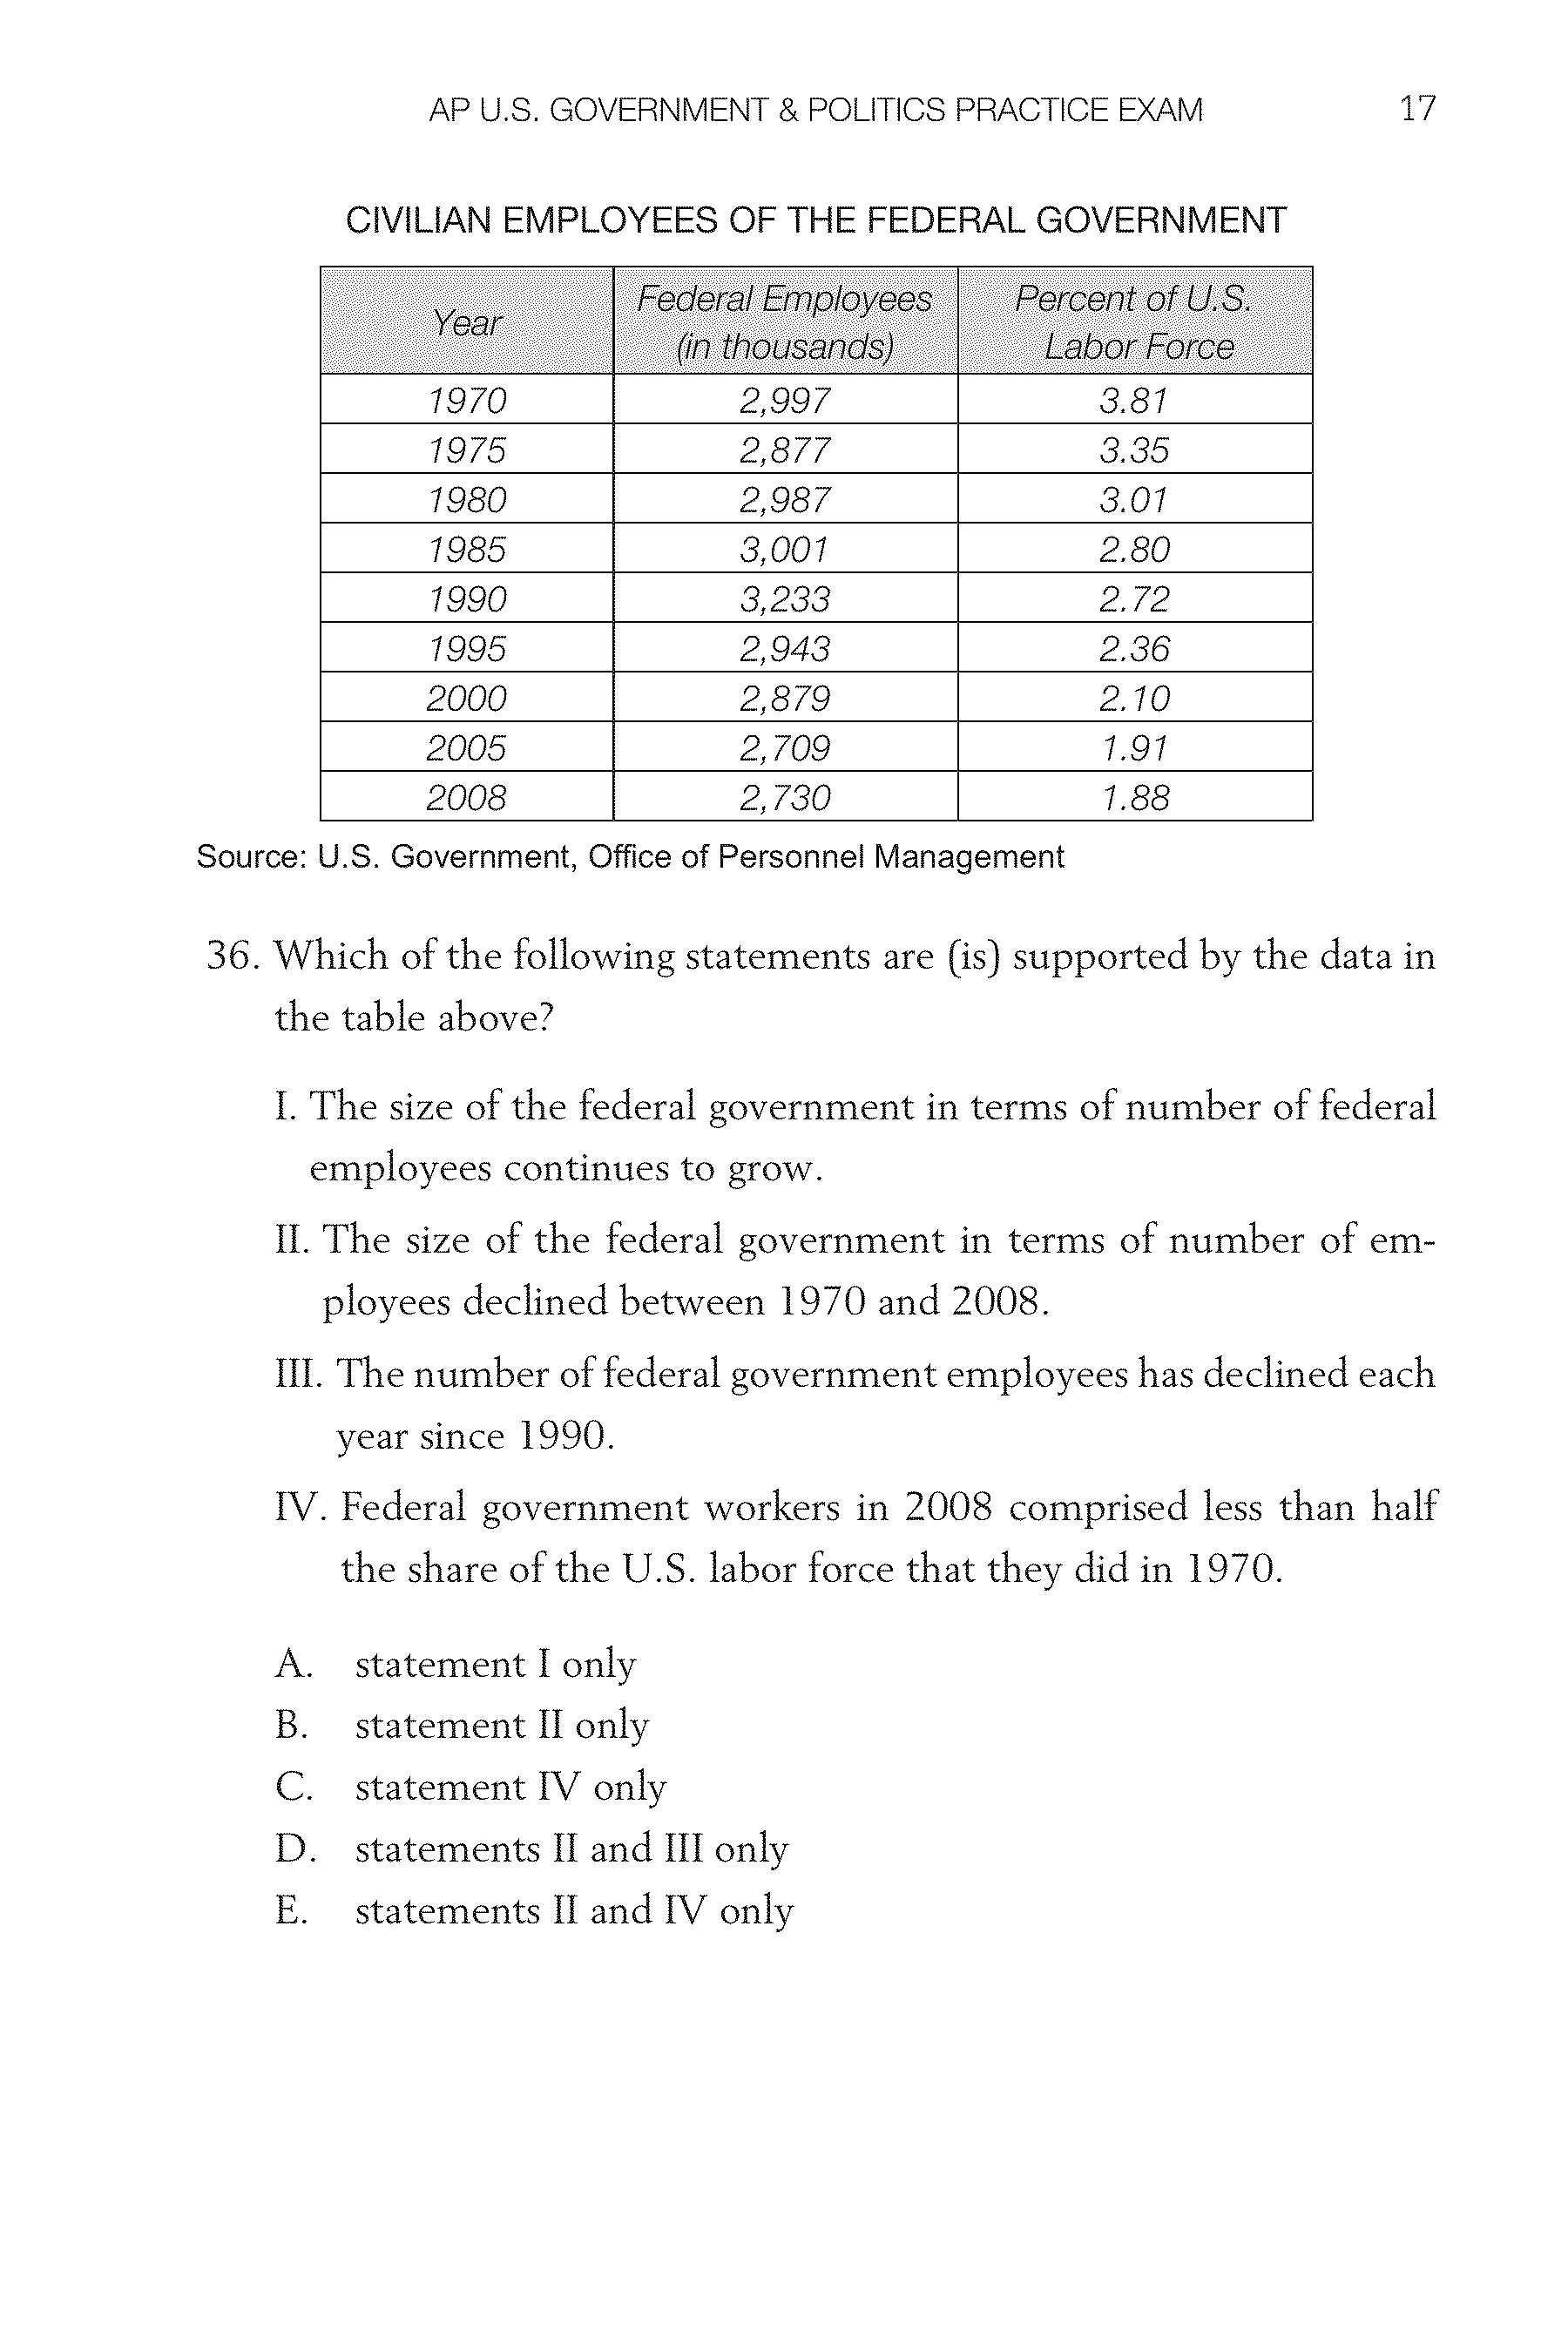 AP U.S. GOVERNMENT & POLITICS PRACTICE EXAM 17
CIVILIAN EMPLOYEES OF THE FEDERAL GOVERNMENT
Year Federal Employees (in thousands) Percent of U.S. Labor Force
1970 2,997 3.81
1975 2,877 3.35
1980 2,987 3.01
1985 3,001 2.80
1990 3,233 2.72
1995 2,943 2.36
2000 2,879 2.10
2005 2,709 1.91
2008 2,730 1.88
Source: U.S. Government, Office of Personnel Management
36. Which of the following statements are (is) supported by the data in
the table above?
I. The size of the federal government in terms of number of federal
employees continues to grow.
II. The size of the federal government in terms of number of em-
ployees declined between 1970 and 2008.
III. The number of federal government employees has declined each
year since 1990.
IV. Federal government workers in 2008 comprised less than half
the share of the U.S. labor force that they did in 1970.
A. statement I only
B. statement II only
C. statement IV only
D. statements II and III only
E. statements II and IV only